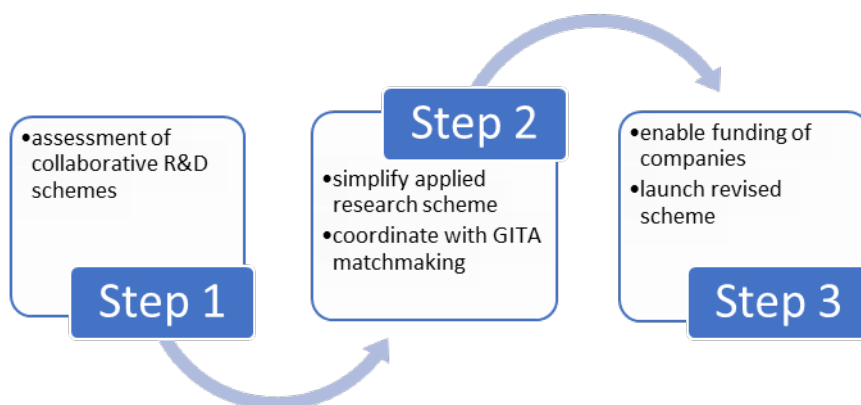 •assessment of
collaborative R&D
schemes
Step 1
Step 2
•simplify applied
research scheme
•coordinate with GITA
matchmaking
•enable funding of
companies
•launch revised
scheme
Step 3